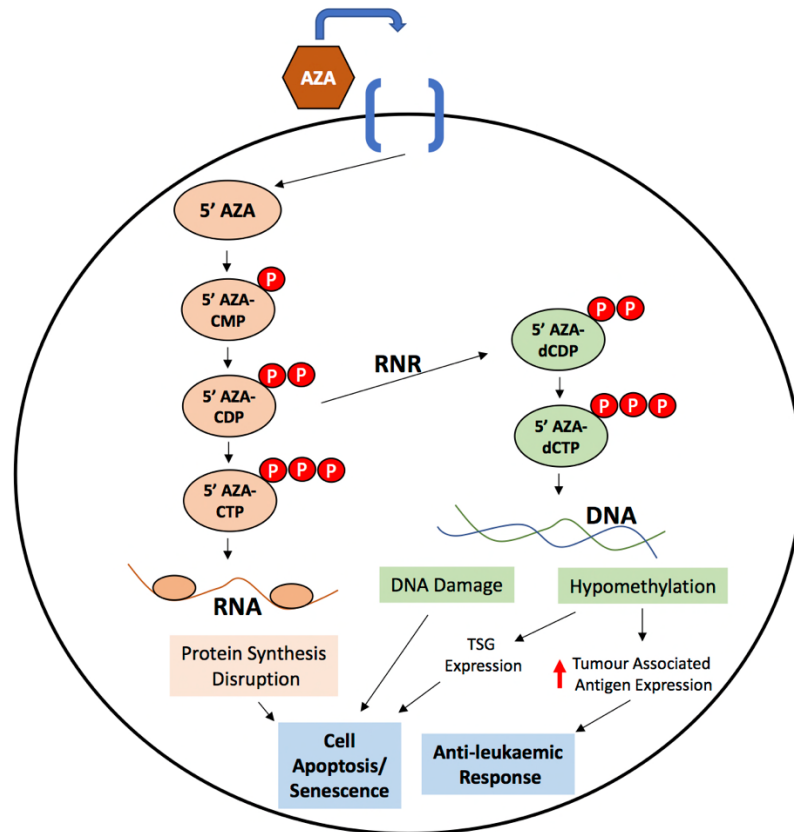 AZA
5’ AZA
P
5’ AZA-
CMP
P P
5’ AZA-
CDP
RNR
P P
5’ AZA-
dCDP
P P P
5’ AZA-
CTP
P P P
5’ AZA-
dCTP
RNA
DNA
DNA Damage
Hypomethylation
Protein Synthesis
Disruption
TSG
Expression
Tumour Associated
Antigen Expression
Cell
Apoptosis/
Senescence
Anti-leukaemic
Response